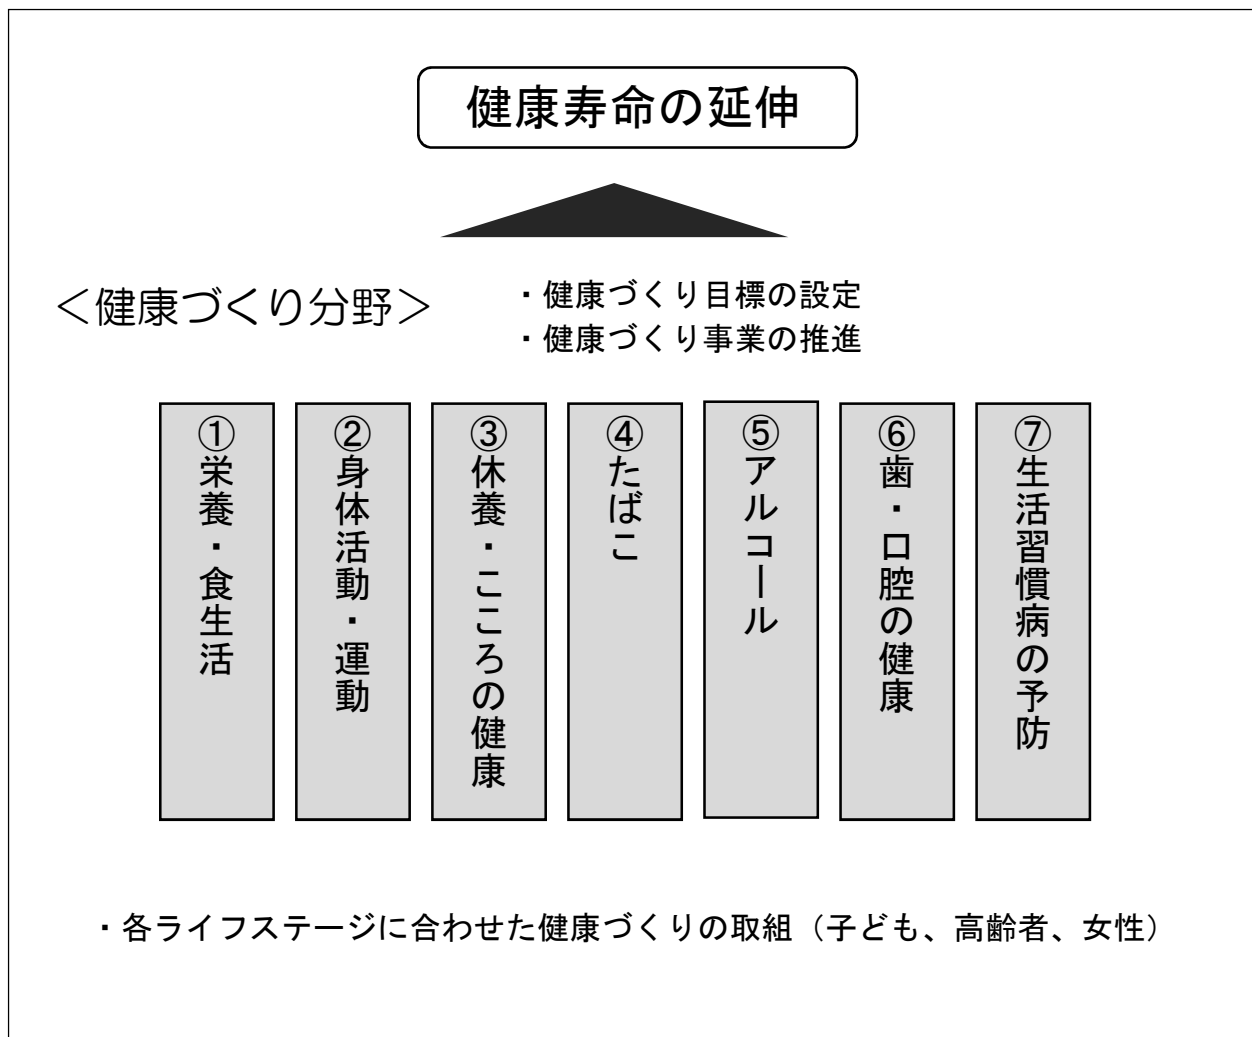 健康寿命の延伸
＜健康づくり分野＞
・健康づくり目標の設定
・健康づくり事業の推進
①栄養・食生活
②身体活動・運動
③休養・こころの健康
④たばこ
⑤アルコール
⑥歯・口腔の健康
⑦生活習慣病の予防
・各ライフステージに合わせた健康づくりの取組（子ども、高齢者、女性）